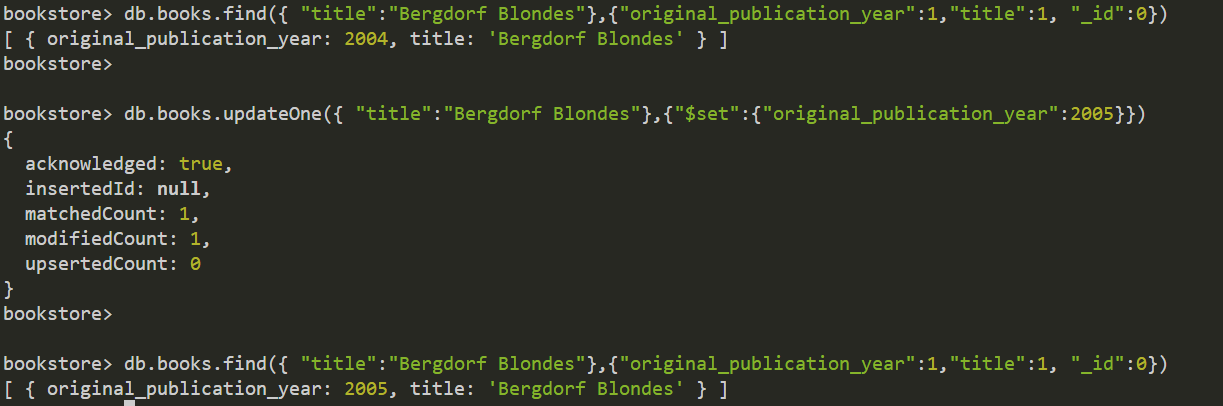 bookstore> db.books.find({ "title":"Bergdorf Blondes"},{"original_publication_year":1,"title":1, "_id":0})
[ { original_publication_year: 2004, title: 'Bergdorf Blondes' } ]
bookstore>
bookstore> db.books.updateOne({ "title":"Bergdorf Blondes"},{"$set":{"original_publication_year":2005}})
{
  acknowledged: true,
  insertedId: null,
  matchedCount: 1,
  modifiedCount: 1,
  upsertedCount: 0
}
bookstore>
bookstore> db.books.find({ "title":"Bergdorf Blondes"},{"original_publication_year":1,"title":1, "_id":0})
[ { original_publication_year: 2005, title: 'Bergdorf Blondes' } ]